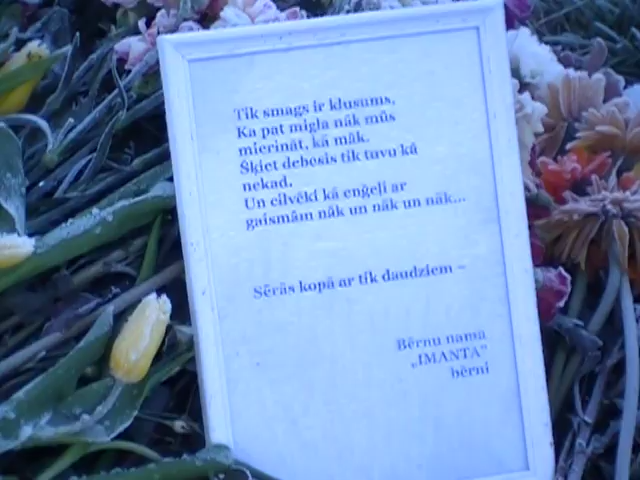 Tik smags ir klusums,
Ka pat migla nāk mūs
mierināt, kā māk.
Šķiet debesis tik tuvu kā
nekad.
Un cilvēki kā eņģeļi ar
gaismām nāk un nāk un nāk...
Sērās kopā ar tik daudziem –
Bērnu nama
„IMANTA”
bērni